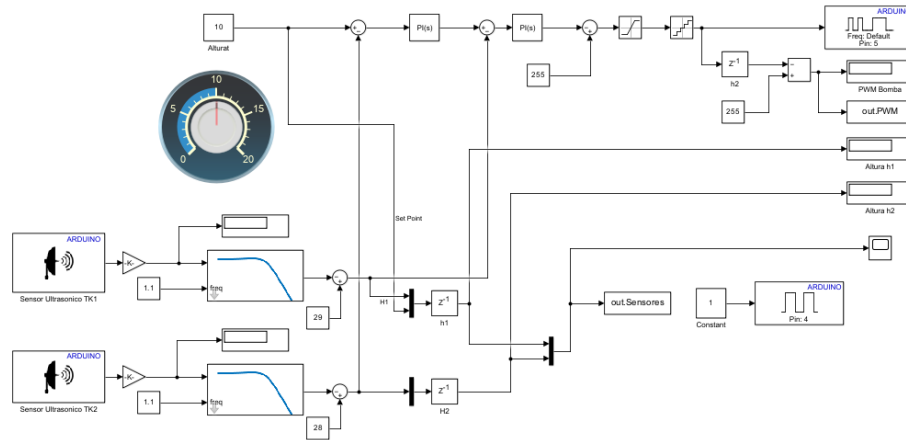 10
Alturat
PI(s)
PI(s)
255
z-1
h2
255
ARDUINO
Freq: Default
Pin: 5
PWM Bomba
out.PWM
Altura h1
Altura h2
0
5
10
15
20
Set Point
ARDUINO
Sensor Ultrasonico TK1
-K-
1.1
freq
29
H1
z-1
h1
out.Sensores
1
Constant
ARDUINO
Pin: 4
ARDUINO
Sensor Ultrasonico TK2
-K-
1.1
freq
28
z-1
H2